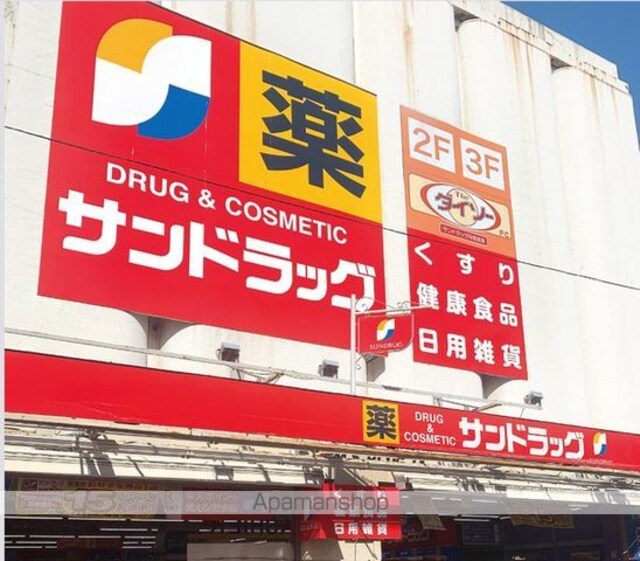 薬
DRUG & COSMETIC
サンドラッグ
2F 3F
The
ダイソー
F.C
くすり
健康食品
日用雑貨
SUNDRUG
薬
DRUG
&
COSMETIC
サンドラッグ
Apamanshop
日用雑貨